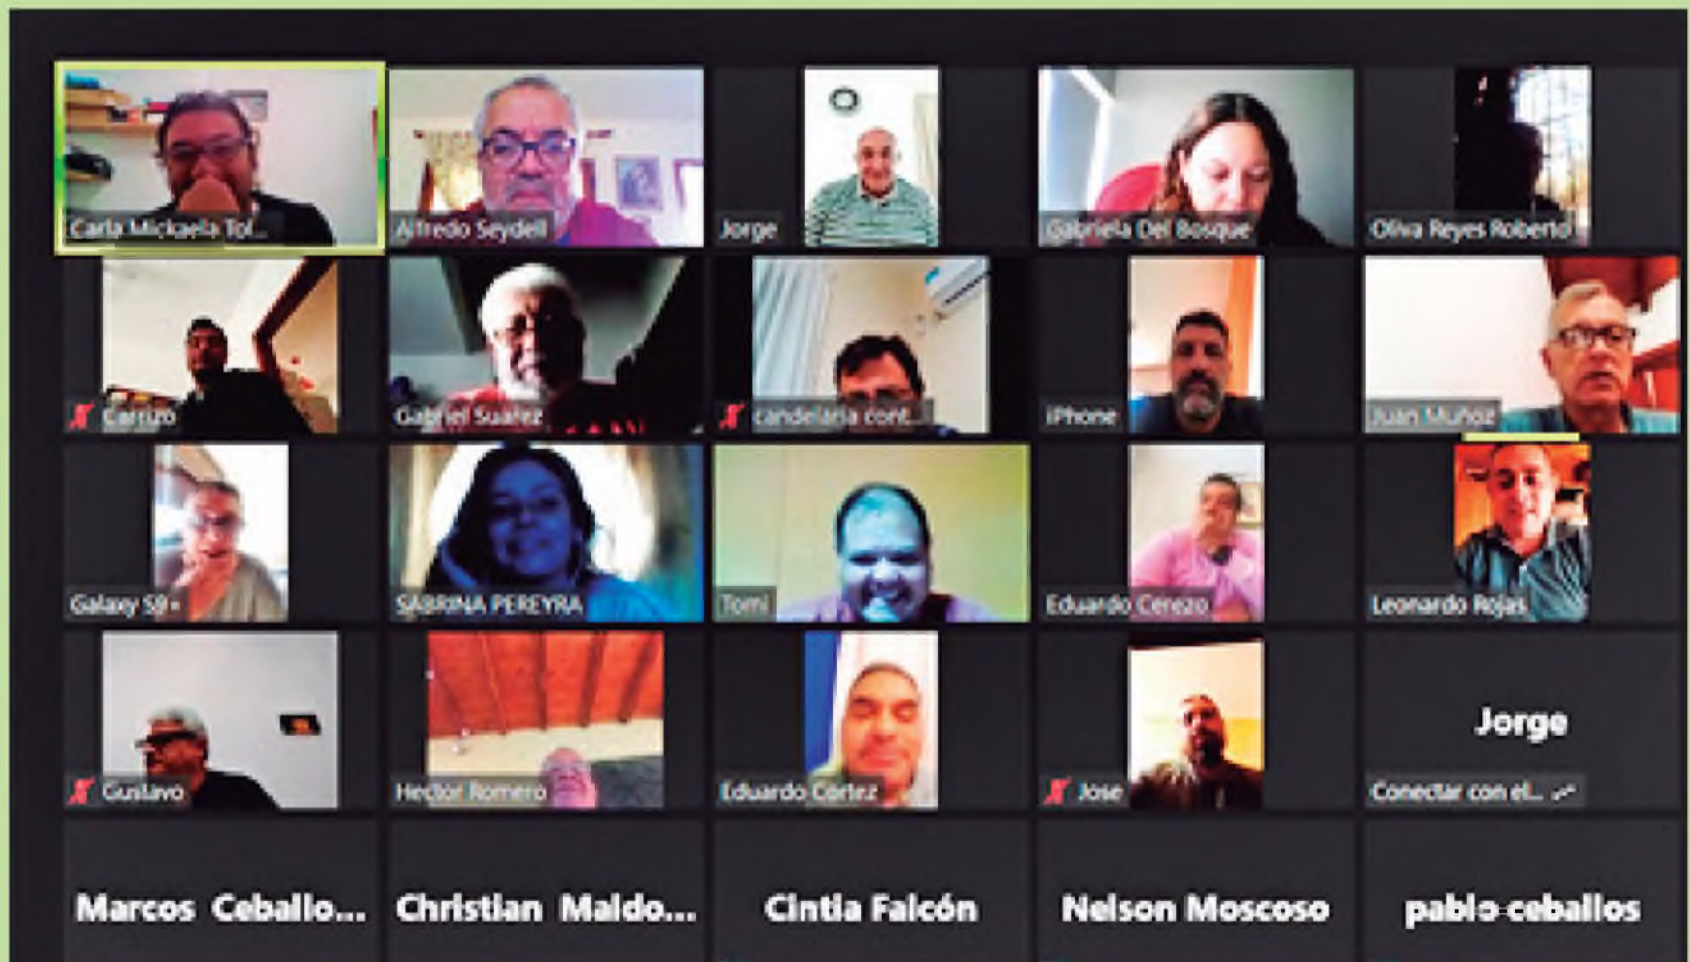 Carla Mickaela Tol...
Alfredo Seydell
Jorge
Gabriela Del Bosque
Oliva Reyes Roberto
Carrizo
Gabriel Suarez
candelaria cont...
iPhone
Juan Muñoz
Galaxy S9+
SABRINA PEREYRA
Tomi
Eduardo Cerezo
Leonardo Rojas
Gustavo
Hector Romero
Eduardo Cortez
Jose
Jorge
Conectar con el...
Marcos Ceballo...
Christian Maldo...
Cintia Falcón
Nelson Moscoso
pablo ceballos